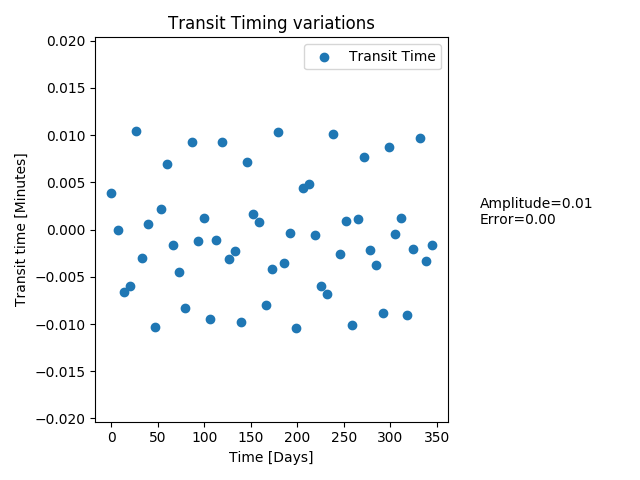 Transit Timing variations
Transit Time
0.020
0.015
0.010
0.005
0.000
−0.005
−0.010
−0.015
−0.020
Transit time [Minutes]
0 50 100 150 200 250 300 350
Time [Days]
Amplitude=0.01
Error=0.00